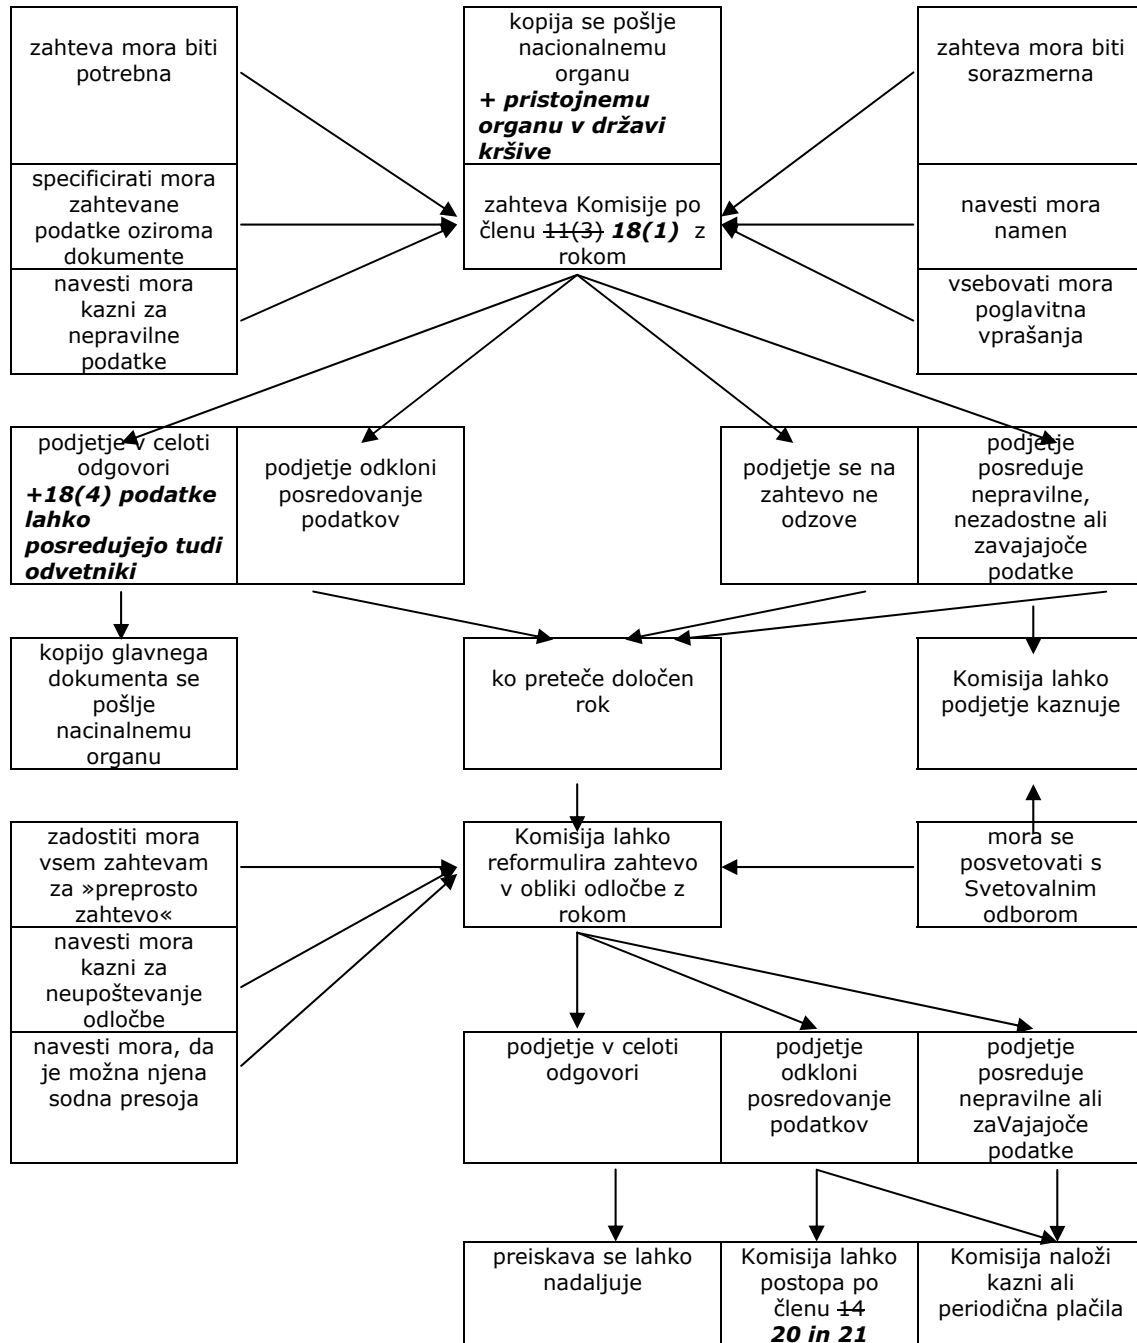 zahteva mora biti
potrebna
kopija se pošlje
nacionalnemu
organu
+ pristojnemu
organu v državi
kršive
zahteva mora biti
sorazmerna
specificirati mora
zahtevane
podatke oziroma
dokumente
zahteva Komisije po
členu 11(3) 18(1) z
rokom
navesti mora
namen
navesti mora
kazni za
nepravilne
podatke
vsebovati mora
poglavitna
vprašanja
podjetje v celoti
odgovori
+18(4) podatke
lahko
posredujejo tudi
odvetniki
podjetje odkloni
posredovanje
podatkov
podjetje se na
zahtevo ne
odzove
podjetje
posreduje
nepravilne,
nezadostne ali
zavajajoče
podatke
kopijo glavnega
dokumenta se
pošlje
nacinalnemu
organu
ko preteče določen
rok
Komisija lahko
podjetje kaznuje
zadostiti mora
vsem zahtevam
za »preprosto
zahtevo«
Komisija lahko
reformulira zahtevo
v obliki odločbe z
rokom
mora se
posvetovati s
Svetovalnim
odborom
navesti mora
kazni za
neupoštevanje
odločbe
navesti mora, da
je možna njena
sodna presoja
podjetje v celoti
odgovori
podjetje
odkloni
posredovanje
podatkov
podjetje
posreduje
nepravilne ali
zaVajajoče
podatke
preiskava se lahko
nadaljuje
Komisija lahko
postopa po
členu 14
20 in 21
Komisija naloži
kazni ali
periodična plačila